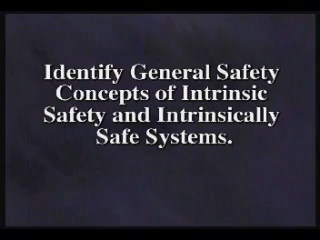 Identify General Safety
Concepts of Intrinsic
Safety and Intrinsically
Safe Systems.